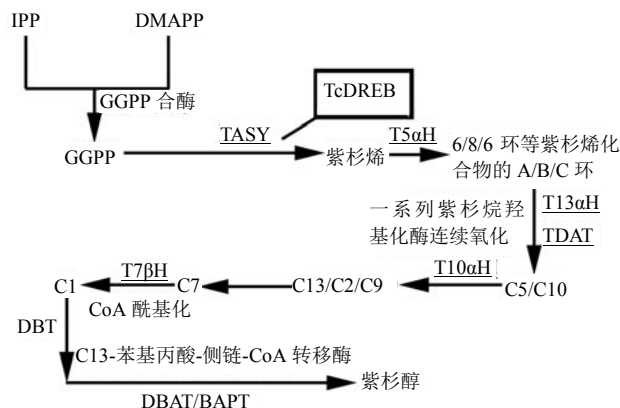 IPP
DMAPP
GGPP 合酶
TcDREB
GGPP
TASY
紫杉烯
T5αH
6/8/6 环等紫杉烯化
合物的 A/B/C 环
一系列紫杉烷羟
基化酶连续氧化
T13αH
TDAT
C1
T7βH
CoA 酰基化
C7
C13/C2/C9
T10αH
C5/C10
DBT
C13-苯基丙酸-侧链-CoA 转移酶
DBAT/BAPT
紫杉醇